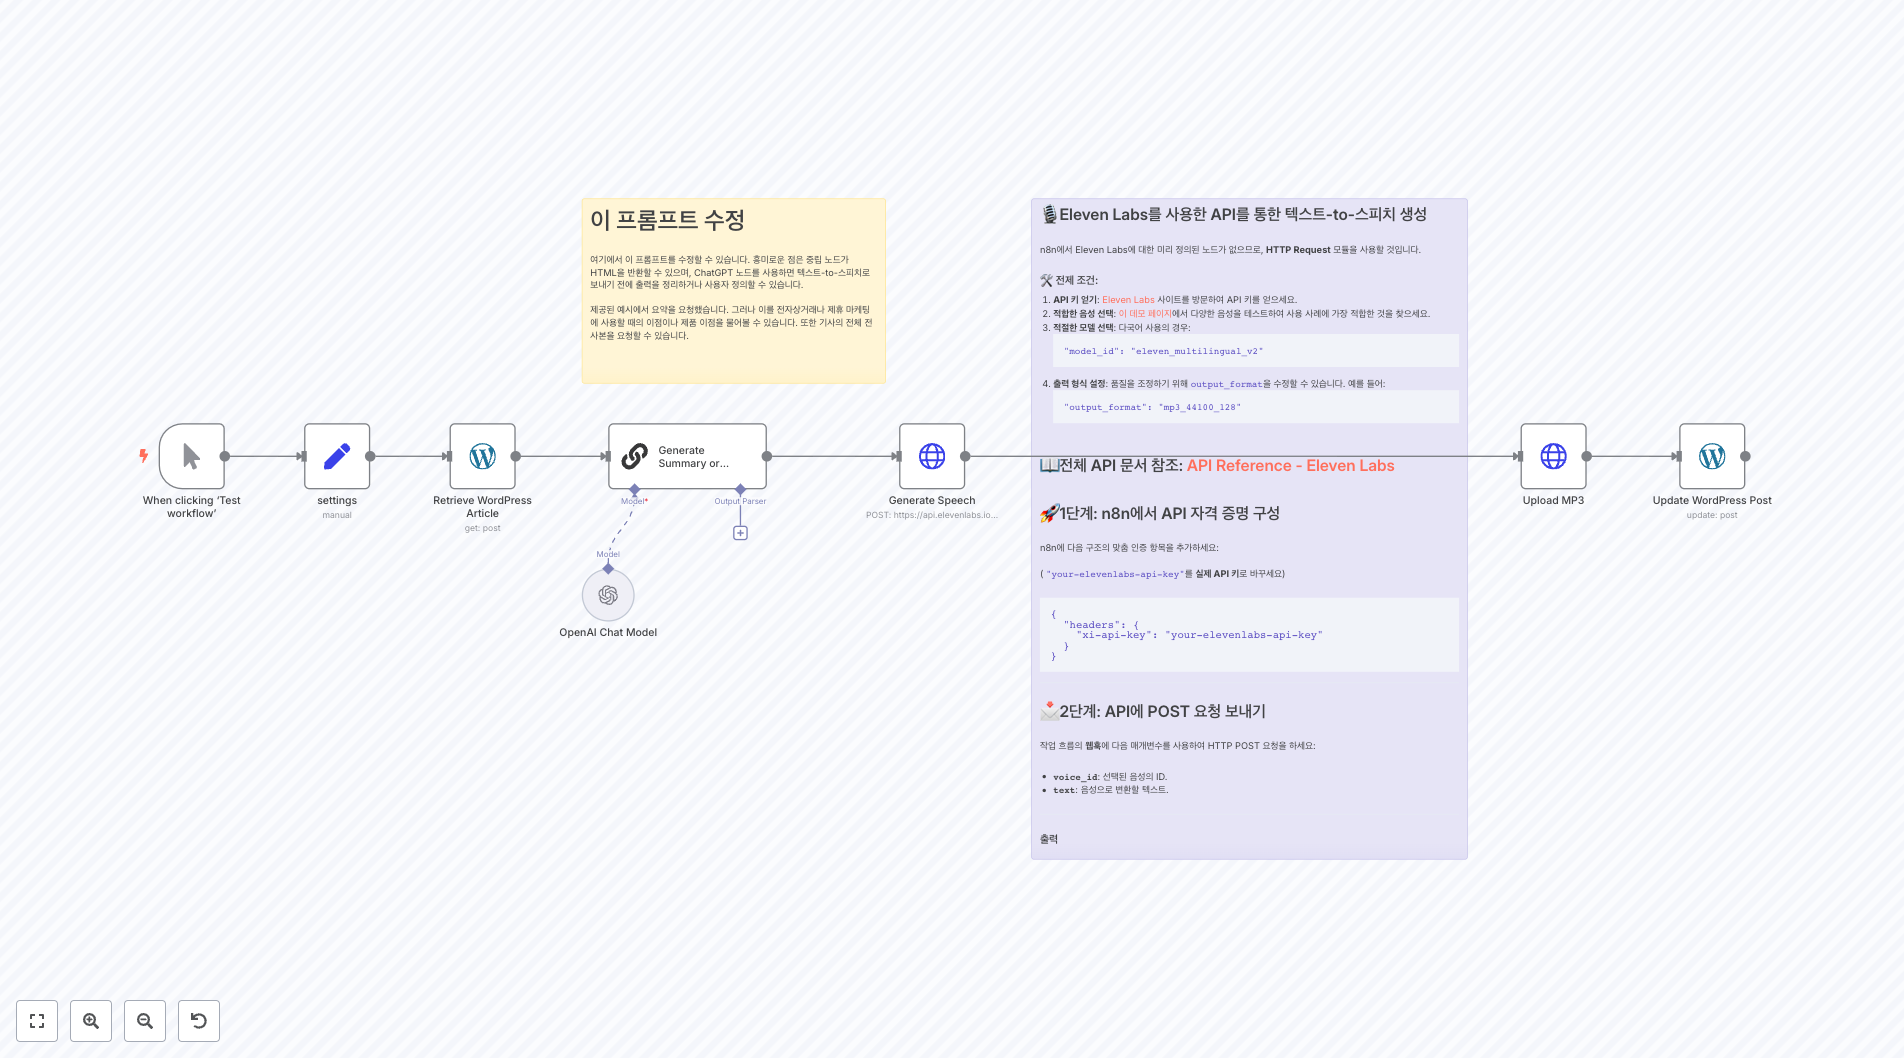 이 프롬프트 수정
여기에서 이 프롬프트를 수정할 수 있습니다. 흥미로운 점은 중립 노드가
HTML을 반환할 수 있으며, ChatGPT 노드를 사용하면 텍스트-to-스피치로
보내기 전에 출력을 정리하거나 사용자 정의할 수 있습니다.
제공된 예시에서 요약을 요청했습니다. 그러나 이를 전자상거래나 제휴 마케팅
에 사용할 때의 이점이나 제품 이점을 물어볼 수 있습니다. 또한 기사의 전체 전
사본을 요청할 수 있습니다.
🎙️Eleven Labs를 사용한 API를 통한 텍스트-to-스피치 생성
n8n에서 Eleven Labs에 대한 미리 정의된 노드가 없으므로, HTTP Request 모듈을 사용할 것입니다.
🛠️ 전제 조건:
1. API 키 얻기: Eleven Labs 사이트를 방문하여 API 키를 얻으세요.
2. 적합한 음성 선택: 이 데모 페이지에서 다양한 음성을 테스트하여 사용 사례에 가장 적합한 것을 찾으세요.
3. 적절한 모델 선택: 다국어 사용의 경우:
"model_id": "eleven_multilingual_v2"
4. 출력 형식 설정: 품질을 조정하기 위해 output_format을 수정할 수 있습니다. 예를 들어:
"output_format": "mp3_44100_128"
📖전체 API 문서 참조: API Reference - Eleven Labs
🚀1단계: n8n에서 API 자격 증명 구성
n8n에 다음 구조의 맞춤 인증 항목을 추가하세요:
( "your-elevenlabs-api-key"를 실제 API 키로 바꾸세요)
{
"headers": {
"xi-api-key": "your-elevenlabs-api-key"
}
}
📩2단계: API에 POST 요청 보내기
작업 흐름의 웹훅에 다음 매개변수를 사용하여 HTTP POST 요청을 하세요:
• voice_id: 선택된 음성의 ID.
• text: 음성으로 변환할 텍스트.
출력
When clicking ‘Test
workflow’
settings
manual
Retrieve WordPress
Article
get: post
Generate
Summary or...
Model*
Output Parser
Model
OpenAI Chat Model
Generate Speech
POST: https://api.elevenlabs.io...
Upload MP3
Update WordPress Post
update: post